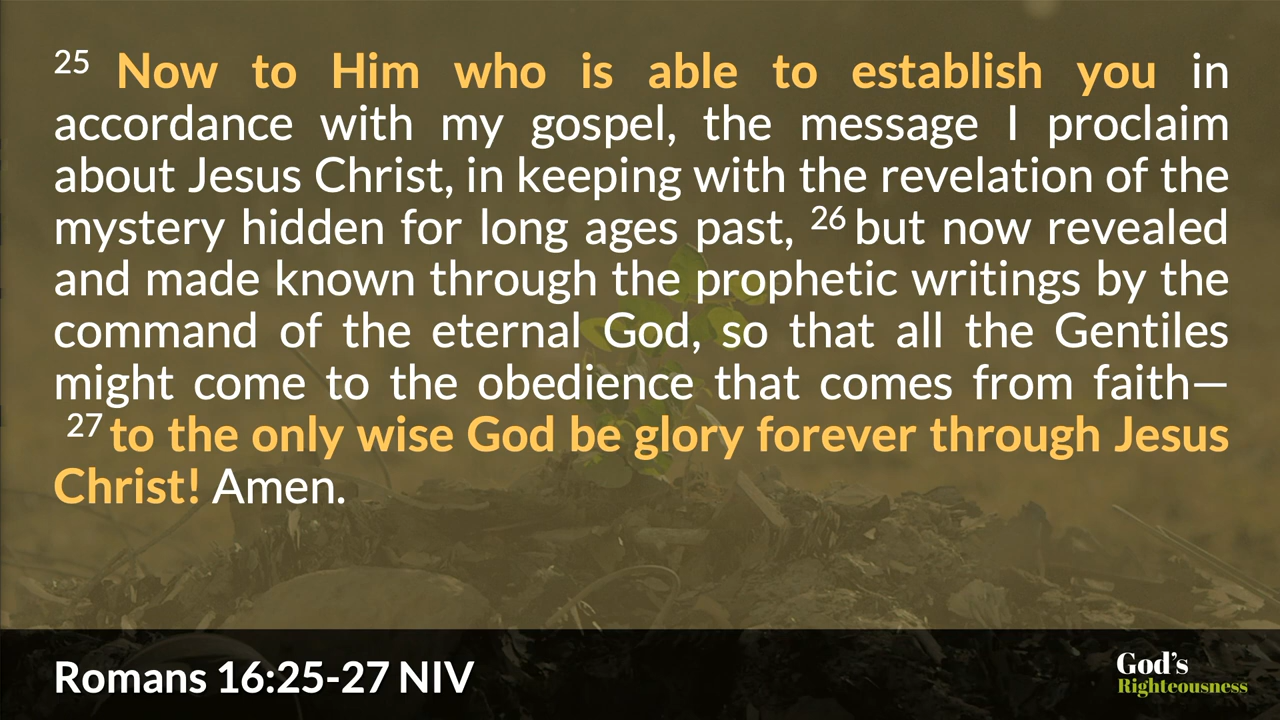 25 Now to Him who is able to establish you in
accordance with my gospel, the message I proclaim
about Jesus Christ, in keeping with the revelation of the
mystery hidden for long ages past, 26 but now revealed
and made known through the prophetic writings by the
command of the eternal God, so that all the Gentiles
might come to the obedience that comes from faith—
27 to the only wise God be glory forever through Jesus
Christ! Amen.
Romans 16:25-27 NIV
God's
Righteousness